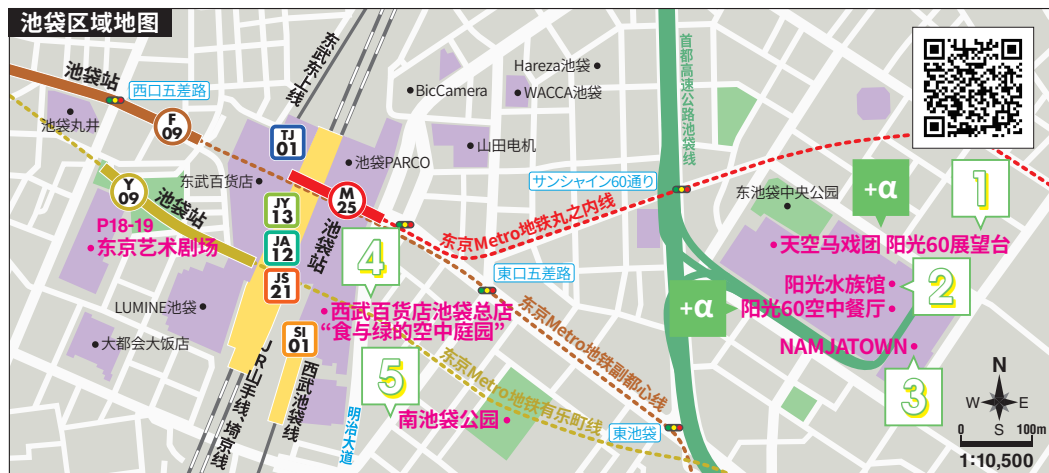 池袋区域地图
池袋站
西口五差路
F
09
池袋丸井
东武东上线
TJ
01
Hareza池袋
BicCamera
WACCA池袋
山田电机
池袋PARCO
首都高速公路池袋线
Y
09
池袋站
东武百货店
JY
13
M
25
池袋站
サンシャイン60通り
东京Metro地铁丸之内线
东池袋中央公园
+α
1
P18-19
东京艺术剧场
JA
12
JS
21
4
天空马戏团 阳光60展望台
東口五差路
阳光水族馆
2
LUMINE池袋
西武百货店池袋总店
“食与绿的空中庭园”
+α
阳光60空中餐厅
SI
01
大都会大饭店
东京Metro地铁副都心线
NAMJATOWN
3
5
东京Metro地铁有乐町线
JR山手线、埼京线
西武池袋线
明治大道
南池袋公园
東池袋
N
W
E
S
0
100m
1:10,500